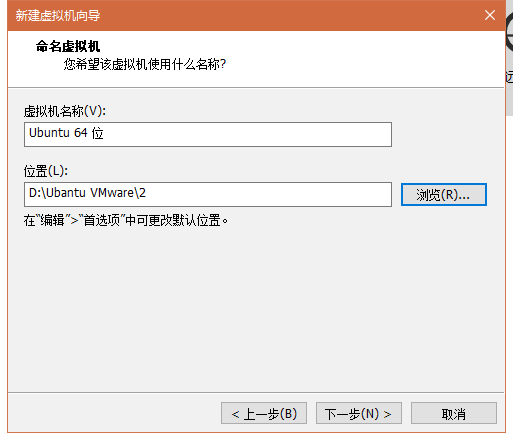 新建虚拟机向导
命名虚拟机
您希望该虚拟机使用什么名称?
虚拟机名称(V):
Ubuntu 64 位
位置(L):
D:\Ubantu VMware\2
浏览(R)...
在“编辑”>“首选项”中可更改默认位置。
< 上一步(B)
下一步(N) >
取消